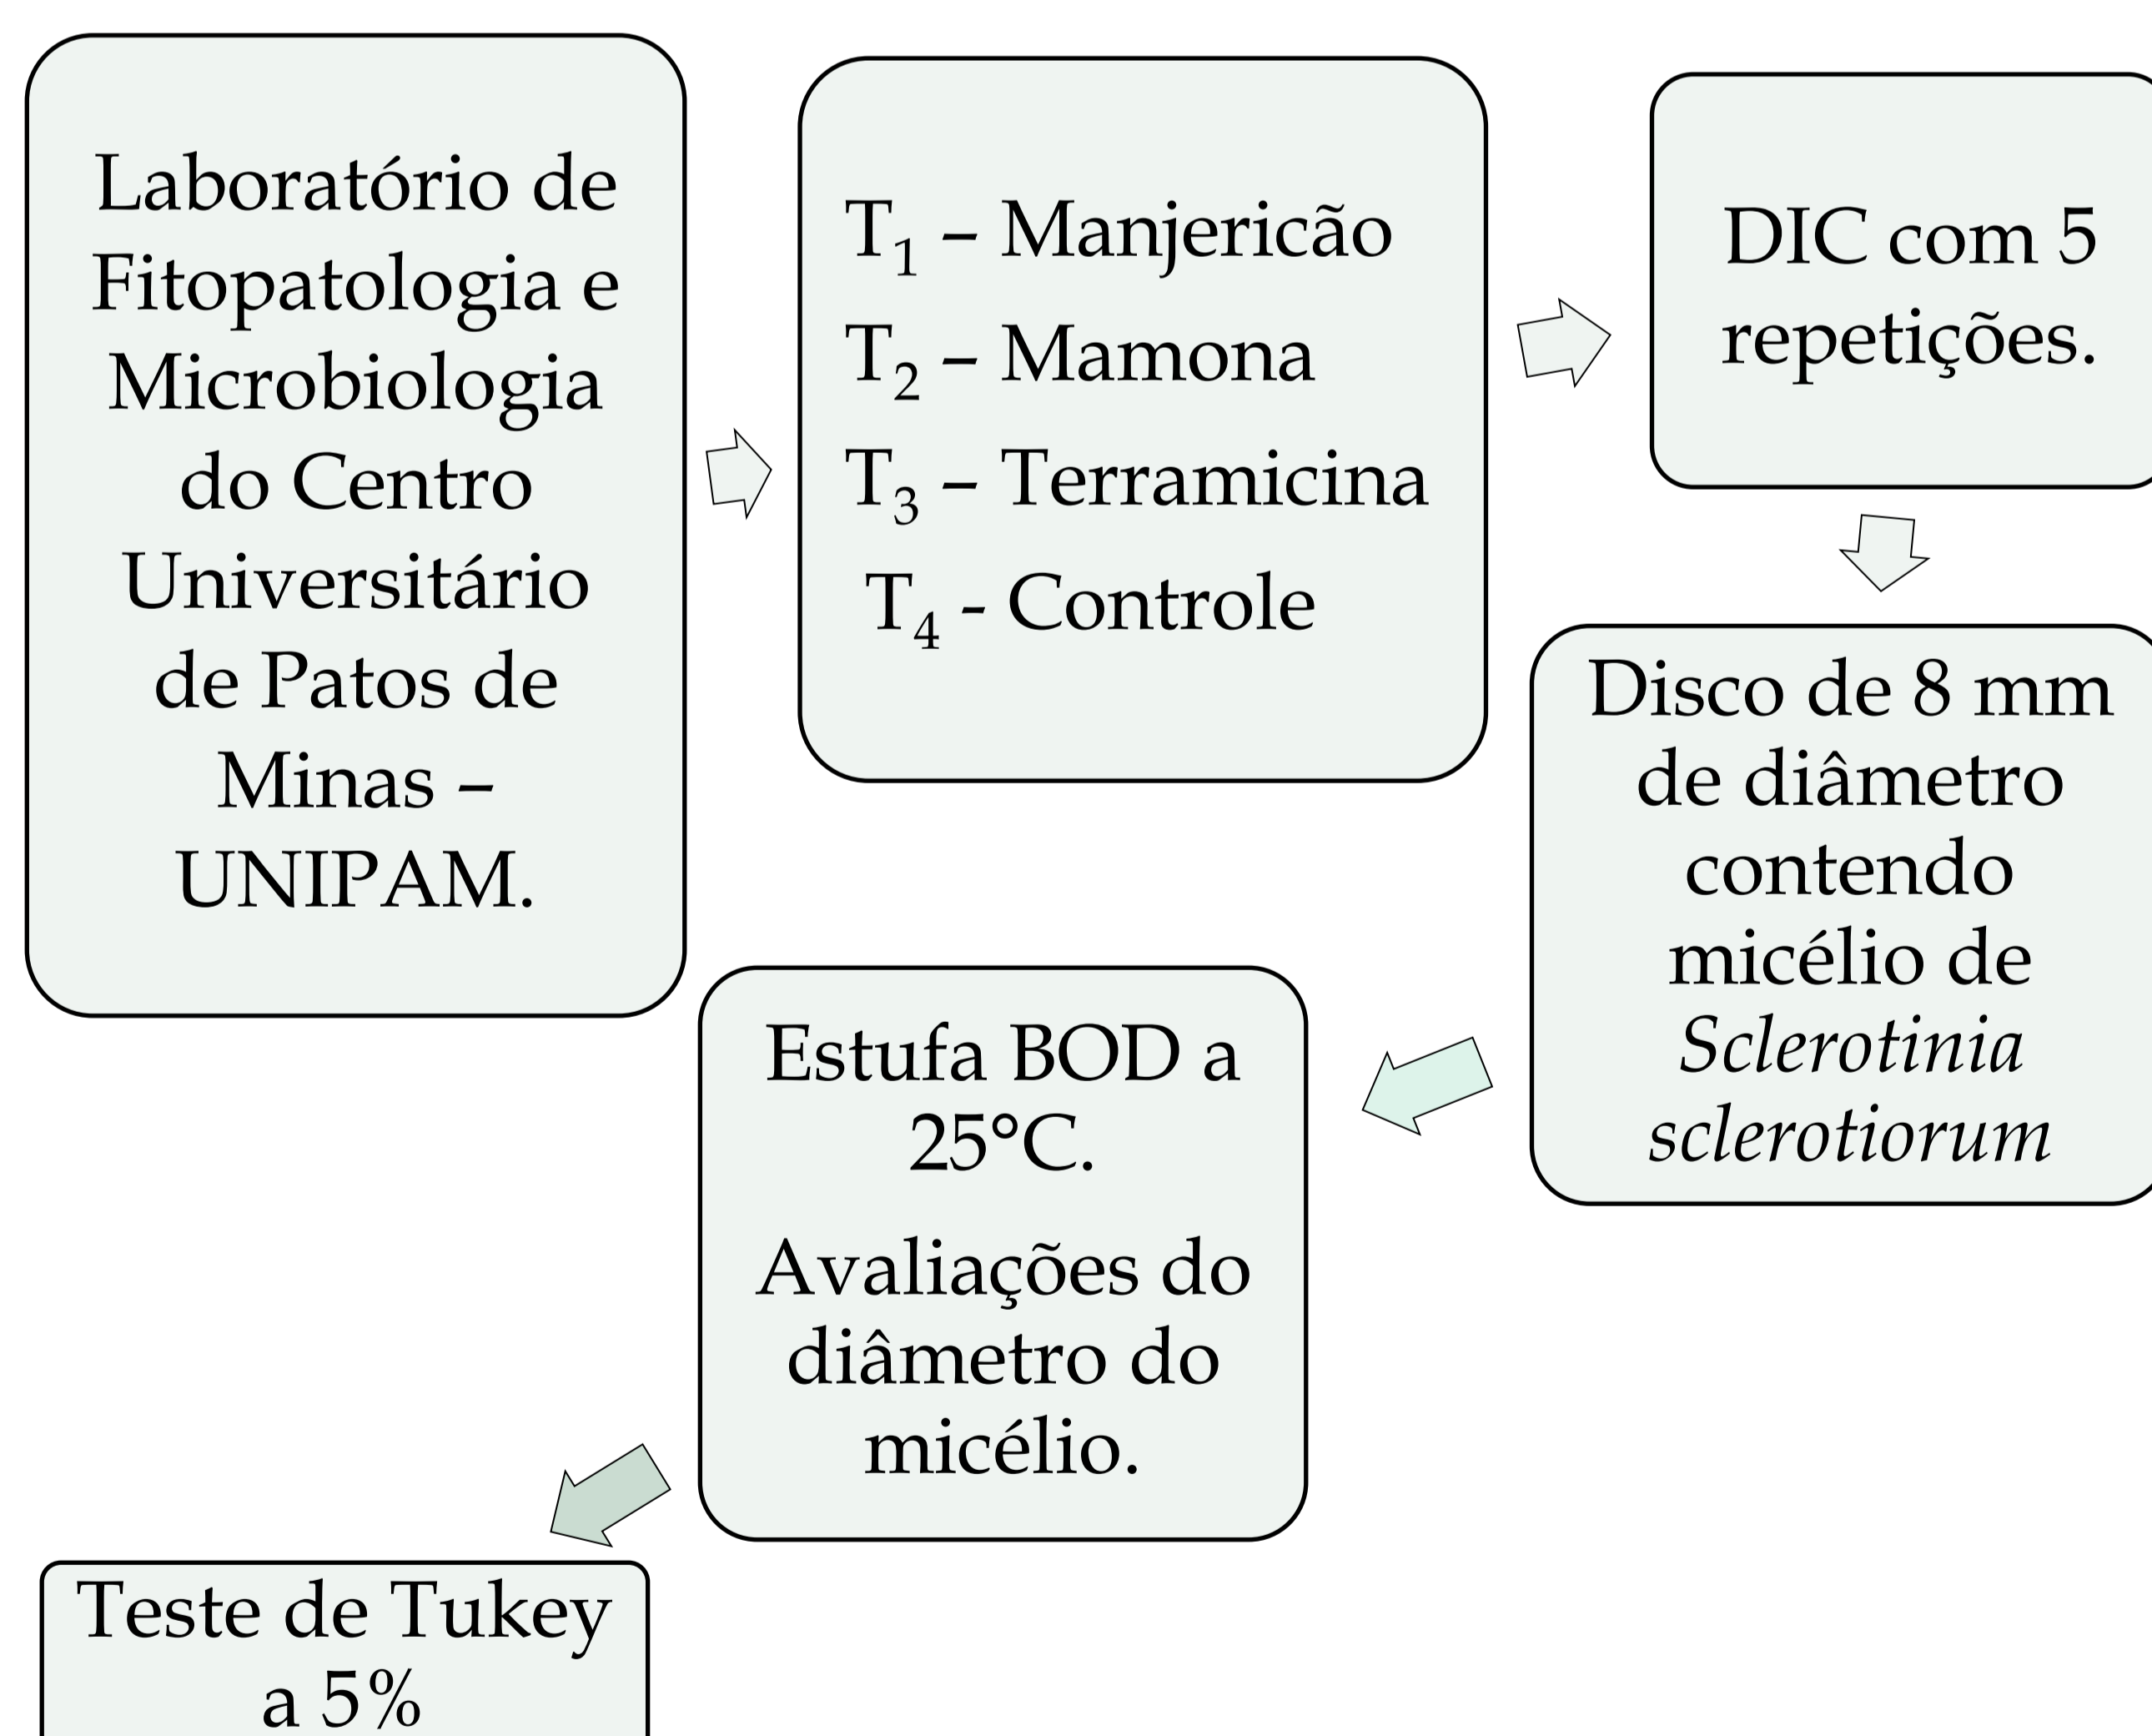 Laboratório de
Fitopatologia e
Microbiologia
do Centro
Universitário
de Patos de
Minas –
UNIPAM.
T1 – Manjericão
T2 – Mamona
T3– Terramicina
T4 – Controle
DIC com 5
repetições.
Disco de 8 mm
de diâmetro
contendo
micélio de
Sclerotinia
sclerotiorum
Estufa BOD a
25°C.
Avaliações do
diâmetro do
micélio.
Teste de Tukey
a 5%